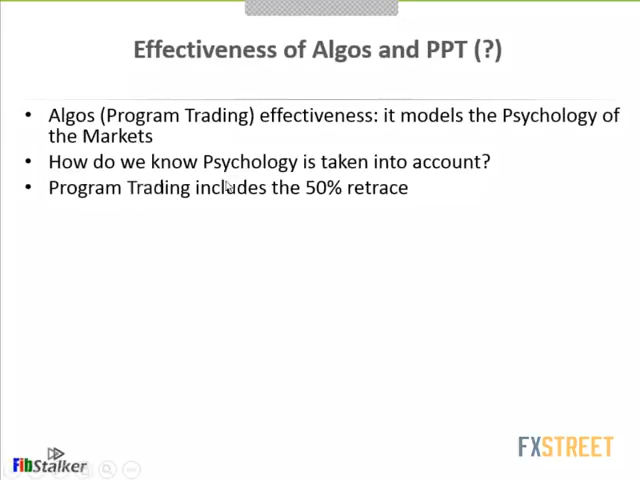 Effectiveness of Algos and PPT (?)
• Algos (Program Trading) effectiveness: it models the Psychology of
the Markets
• How do we know Psychology is taken into account?
• Program Trading includes the 50% retrace
FXSTREET
FibStalker